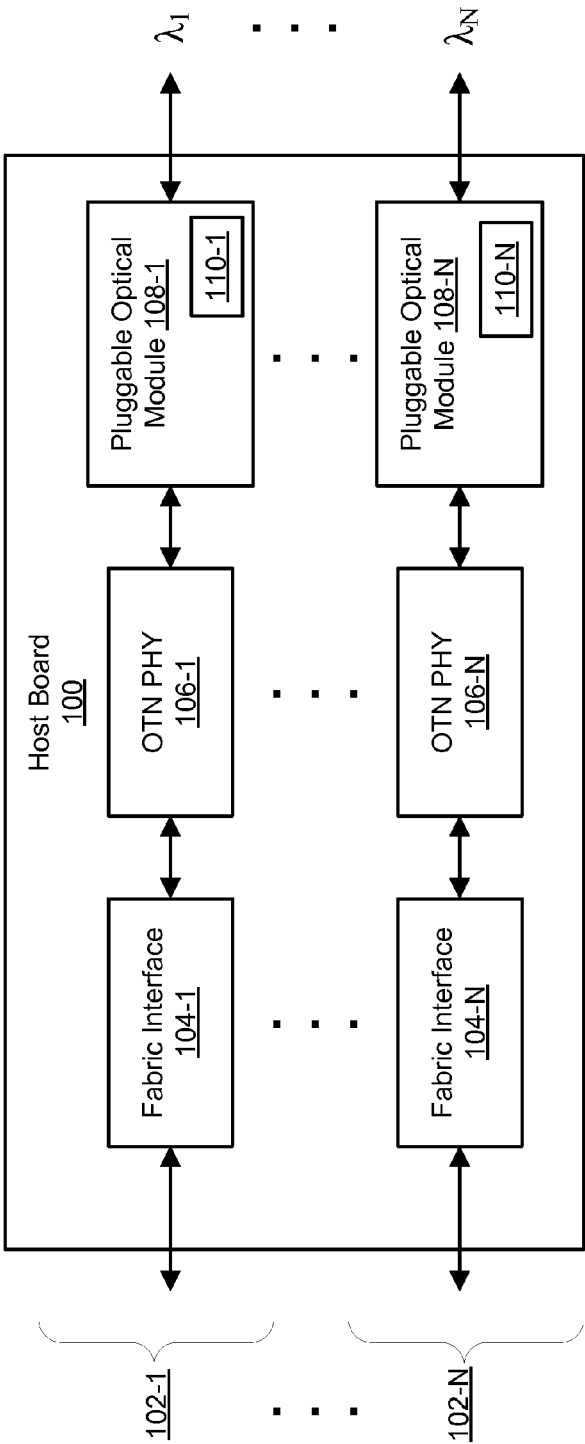 Host Board
100
102-1
Fabric Interface
104-1
OTN PHY
106-1
Pluggable Optical
Module 108-1
110-1
λ1
. . .
. . .
. . .
. . .
. . .
102-N
Fabric Interface
104-N
OTN PHY
106-N
Pluggable Optical
Module 108-N
110-N
λN